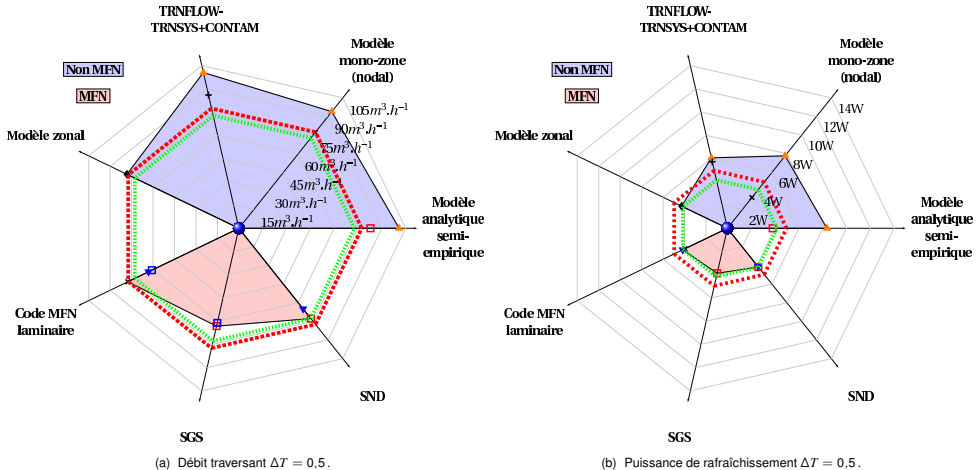 TRNFLOW-
TRNSYS+CONTAM
Modèle
mono-zone
(nodal)
Non MFN
MFN
Modèle zonal
105m³.h⁻¹
90m³.h⁻¹
75m³.h⁻¹
60m³.h⁻¹
45m³.h⁻¹
30m³.h⁻¹
15m³.h⁻¹
Modèle
analytique
semi-
empirique
Code MFN
laminaire
SND
SGS
(a) Débit traversant ΔT = 0,5.
TRNFLOW-
TRNSYS+CONTAM
Modèle
mono-zone
(nodal)
Non MFN
MFN
Modèle zonal
14W
12W
10W
8W
6W
4W
2W
Modèle
analytique
semi-
empirique
Code MFN
laminaire
SND
SGS
(b) Puissance de rafraîchissement ΔT = 0,5.